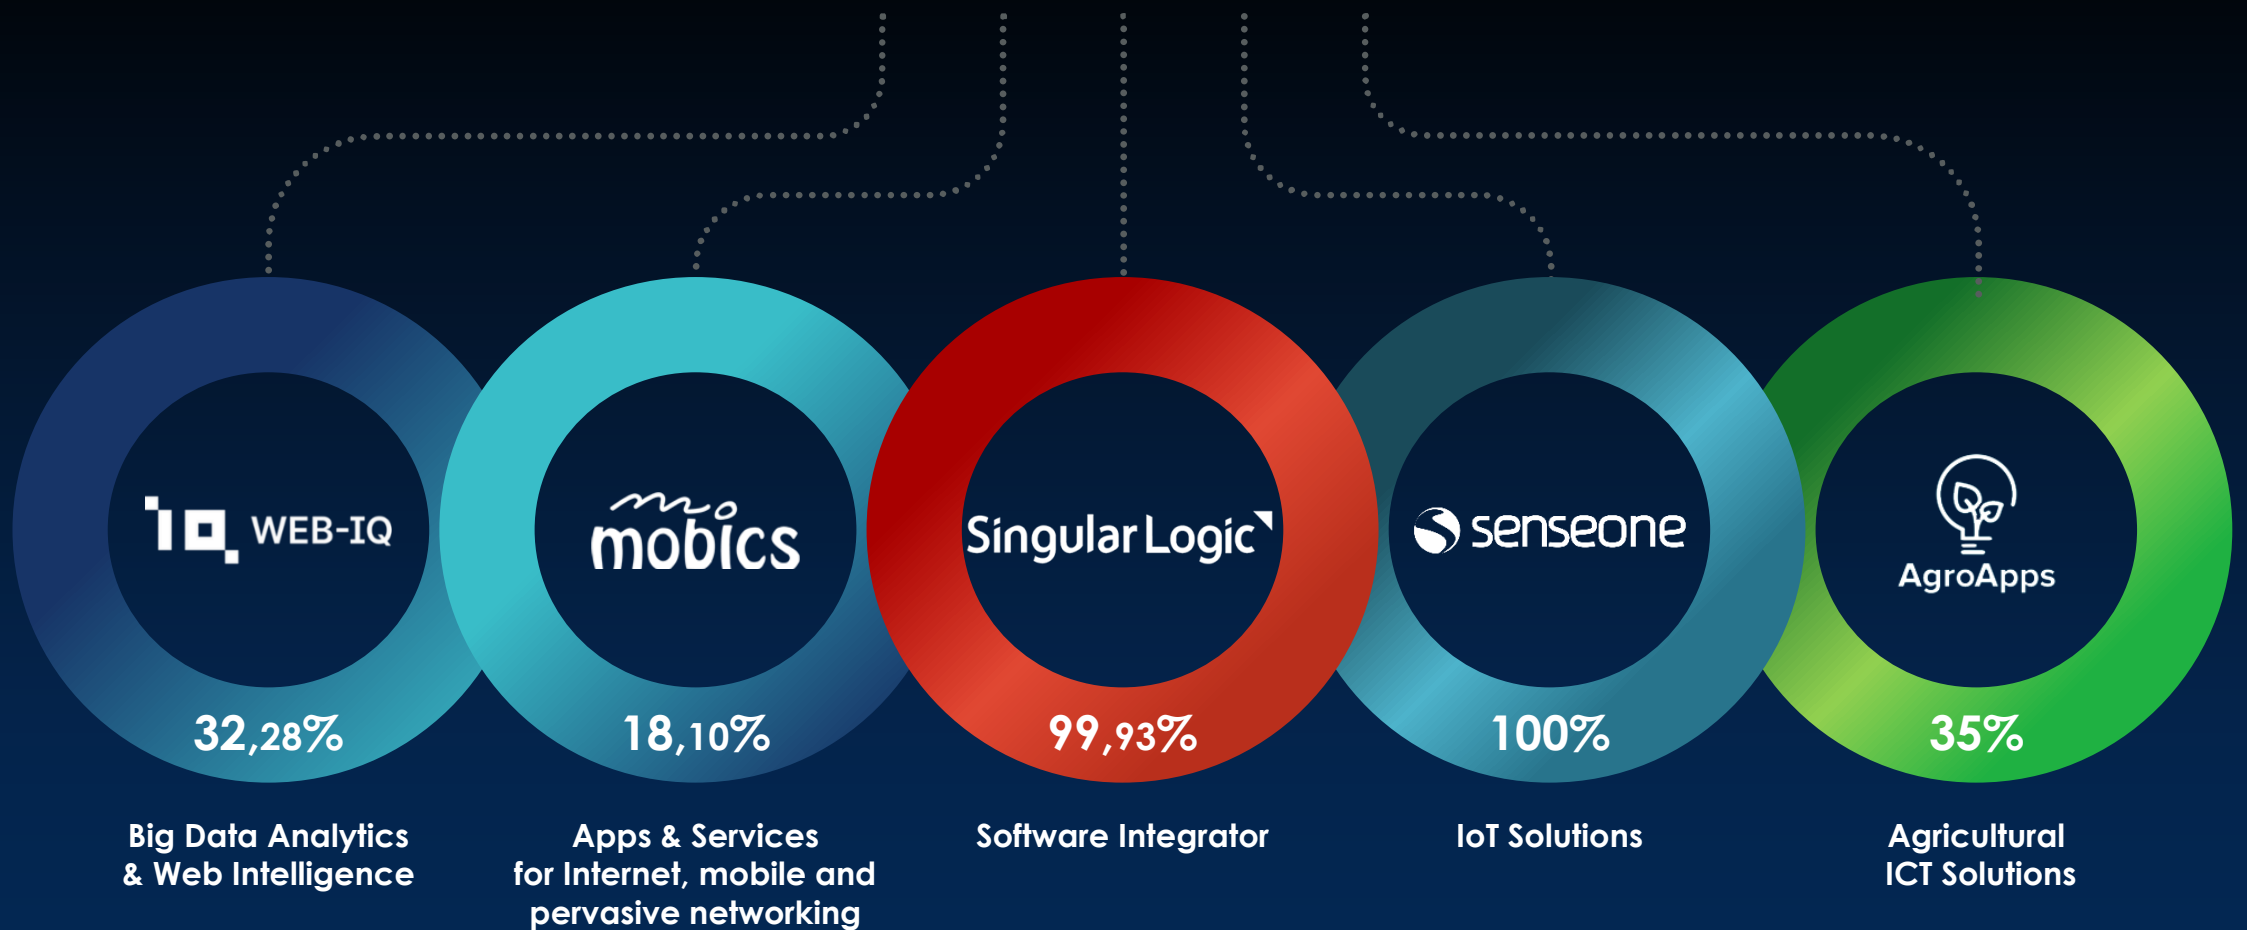 WEB-IQ
mobics
SingularLogic
senseone
AgroApps
32,28%
18,10%
99,93%
100%
35%
Big Data Analytics
& Web Intelligence
Apps & Services
for Internet, mobile and
pervasive networking
Software Integrator
IoT Solutions
Agricultural
ICT Solutions